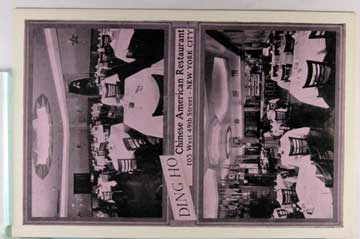 DING HO
Chinese American Restaurant
105 West 49th Street - NEW YORK CITY